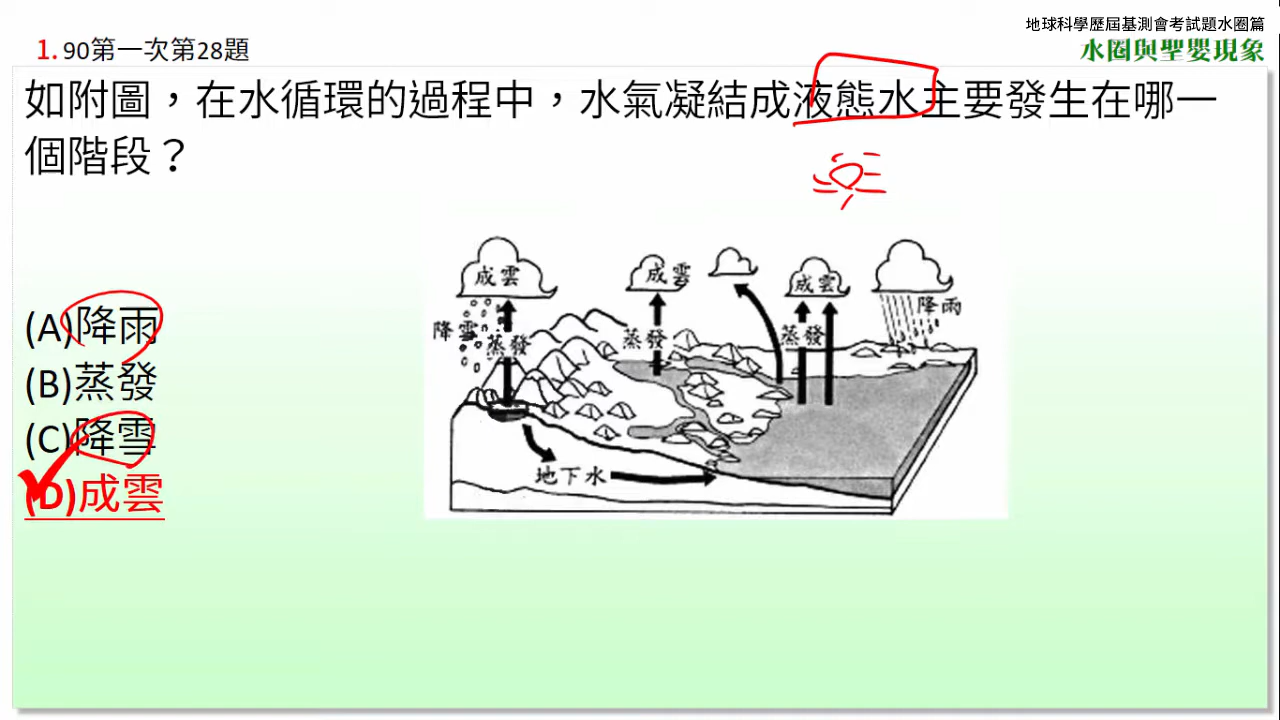 地球科學歷屆基測會考試題水圈篇
水圈與聖嬰現象
1. 90第一次第28題
如附圖，在水循環的過程中，水氣凝結成液態水主要發生在哪一
個階段？
(A)降雨
(B)蒸發
(C)降雪
(D)成雲
成雲
成雲
成雲
降雪
蒸發
蒸發
蒸發
降雨
地下水